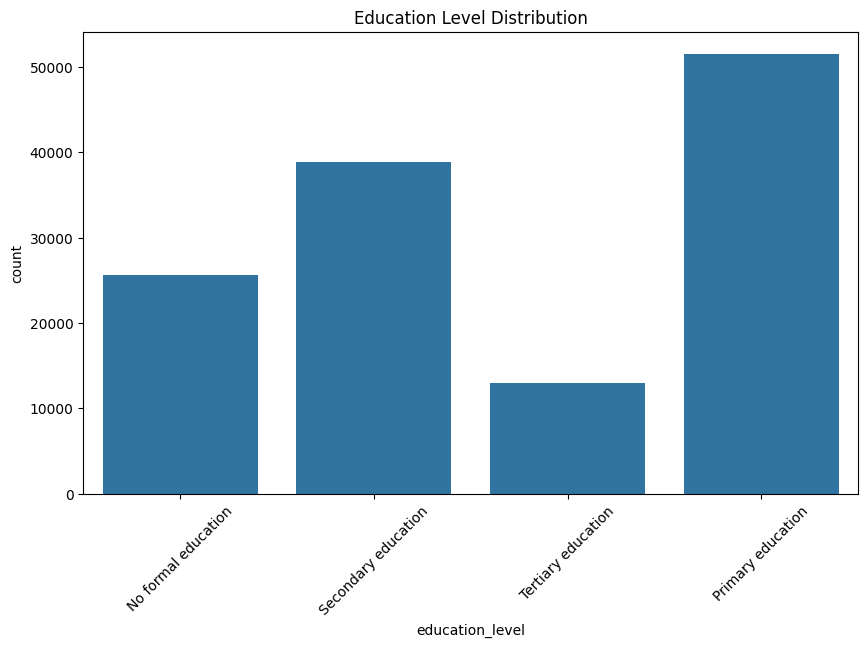 Education Level Distribution
50000
40000
30000
20000
10000
0
count
No formal education
Secondary education
Tertiary education
Primary education
education_level